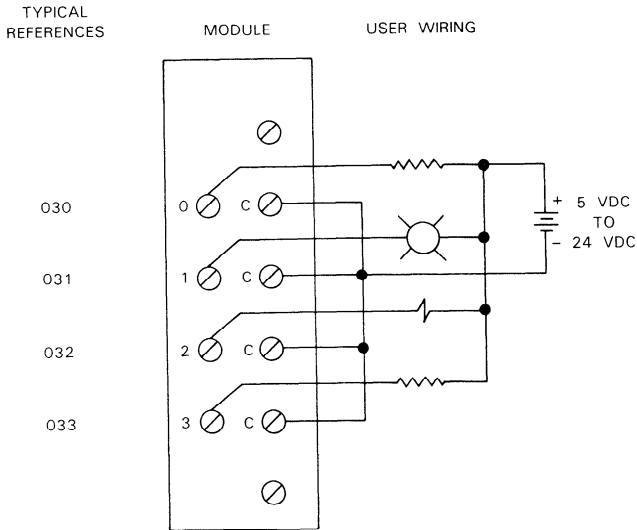 TYPICAL
REFERENCES
MODULE
USER WIRING
030
0
C
+ 5 VDC
TO
− 24 VDC
031
1
C
032
2
C
033
3
C